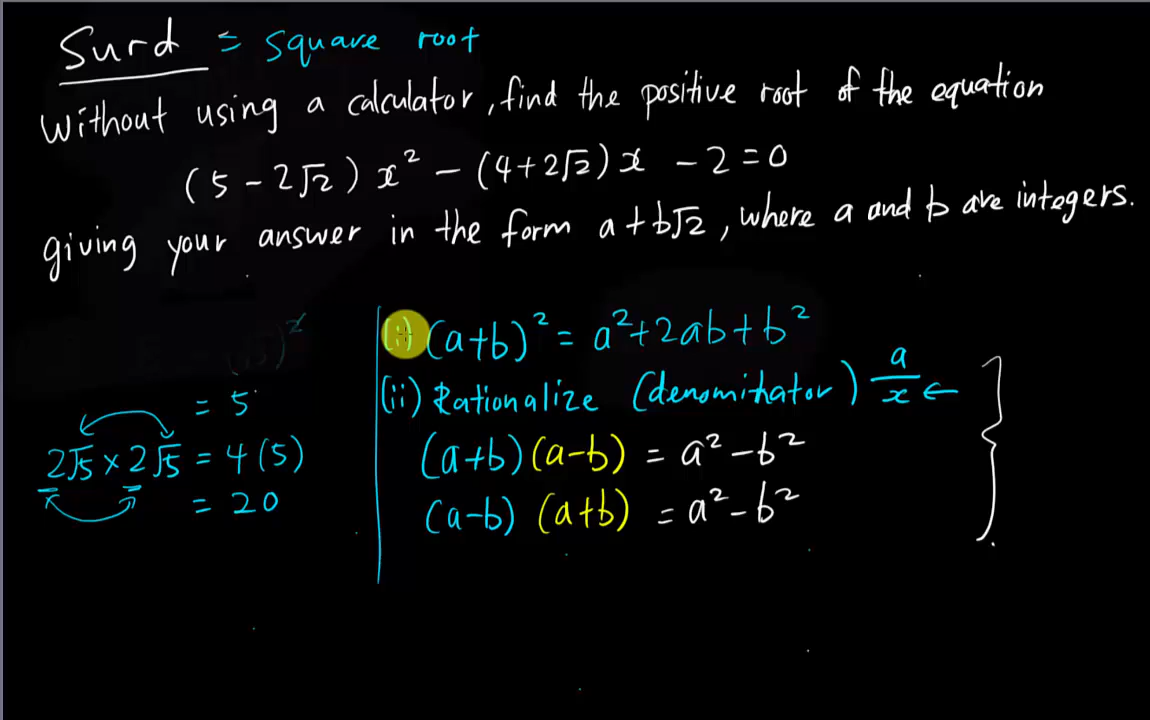 Surd = square root
Without using a calculator, find the positive root of the equation
(5 - 2√2) x² - (4+2√2) x - 2 = 0
giving your answer in the form a + b√2, where a and b are integers.
(i) (a+b)² = a² + 2ab + b²
(ii) Rationalize (denominator) a/x ←
(a+b)(a-b) = a² - b²
(a-b) (a+b) = a² - b²
= 5
2√5 × 2√5 = 4(5)
= 20